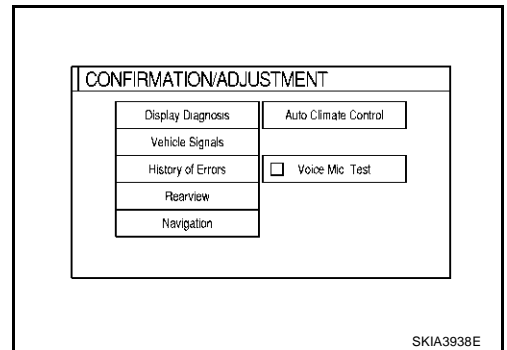 CONFIRMATION/ADJUSTMENT
Display Diagnosis
Auto Climate Control
Vehicle Signals
History of Errors
Voice Mic Test
Rearview
Navigation
SKIA3938E